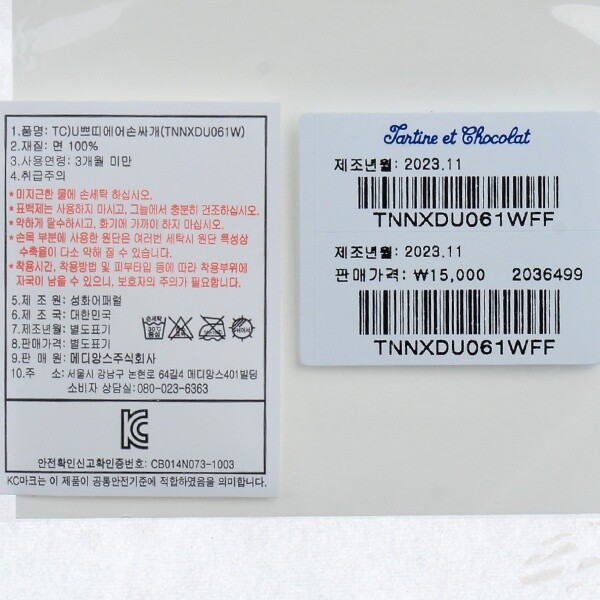 1.품명: TC)U쁘띠에어손싸개(TNNXDU061W)
2.재질: 면 100%
3.사용연령: 3개월 미만
4.취급주의
*미지근한 물에 손세탁 하십시오.
*표백제는 사용하지 마시고, 그늘에서 충분히 건조하십시오.
*약하게 탈수하시고, 화기에 가까이 하지 마십시오.
*손목 부분에 사용한 원단은 여러번 세탁시 원단 특성상
수축율이 다소 약해 질 수 있습니다.
*착용시간, 착용방법 및 피부타입 등에 따라 착용부위에
자국이 남을 수 있으니, 보호자의 주의가 필요합니다.
5.제 조 원: 성화어패럴
6.제 조 국: 대한민국
7.제조년월: 별도표기
8.판매가격: 별도표기
9.판 매 원: 메디앙스주식회사
10.주 소: 서울시 강남구 논현로 64길4 메디앙스401빌딩
소비자 상담실: 080-023-6363
손세탁
30℃
중성
KC
안전확인신고확인증번호: CB014N073-1003
KC마크는 이 제품이 공통안전기준에 적합하였음을 의미합니다.
Tartine et Chocolat
제조년월: 2023.11
TNNXDU061WFF
제조년월: 2023.11
판매가격: ₩15,000 2036499
TNNXDU061WFF